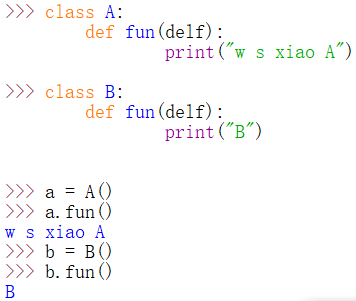 >>> class A:
        def fun(delf):
                print("w s xiao A")

>>> class B:
        def fun(delf):
                print("B")

>>> a = A()
>>> a.fun()
w s xiao A
>>> b = B()
>>> b.fun()
B